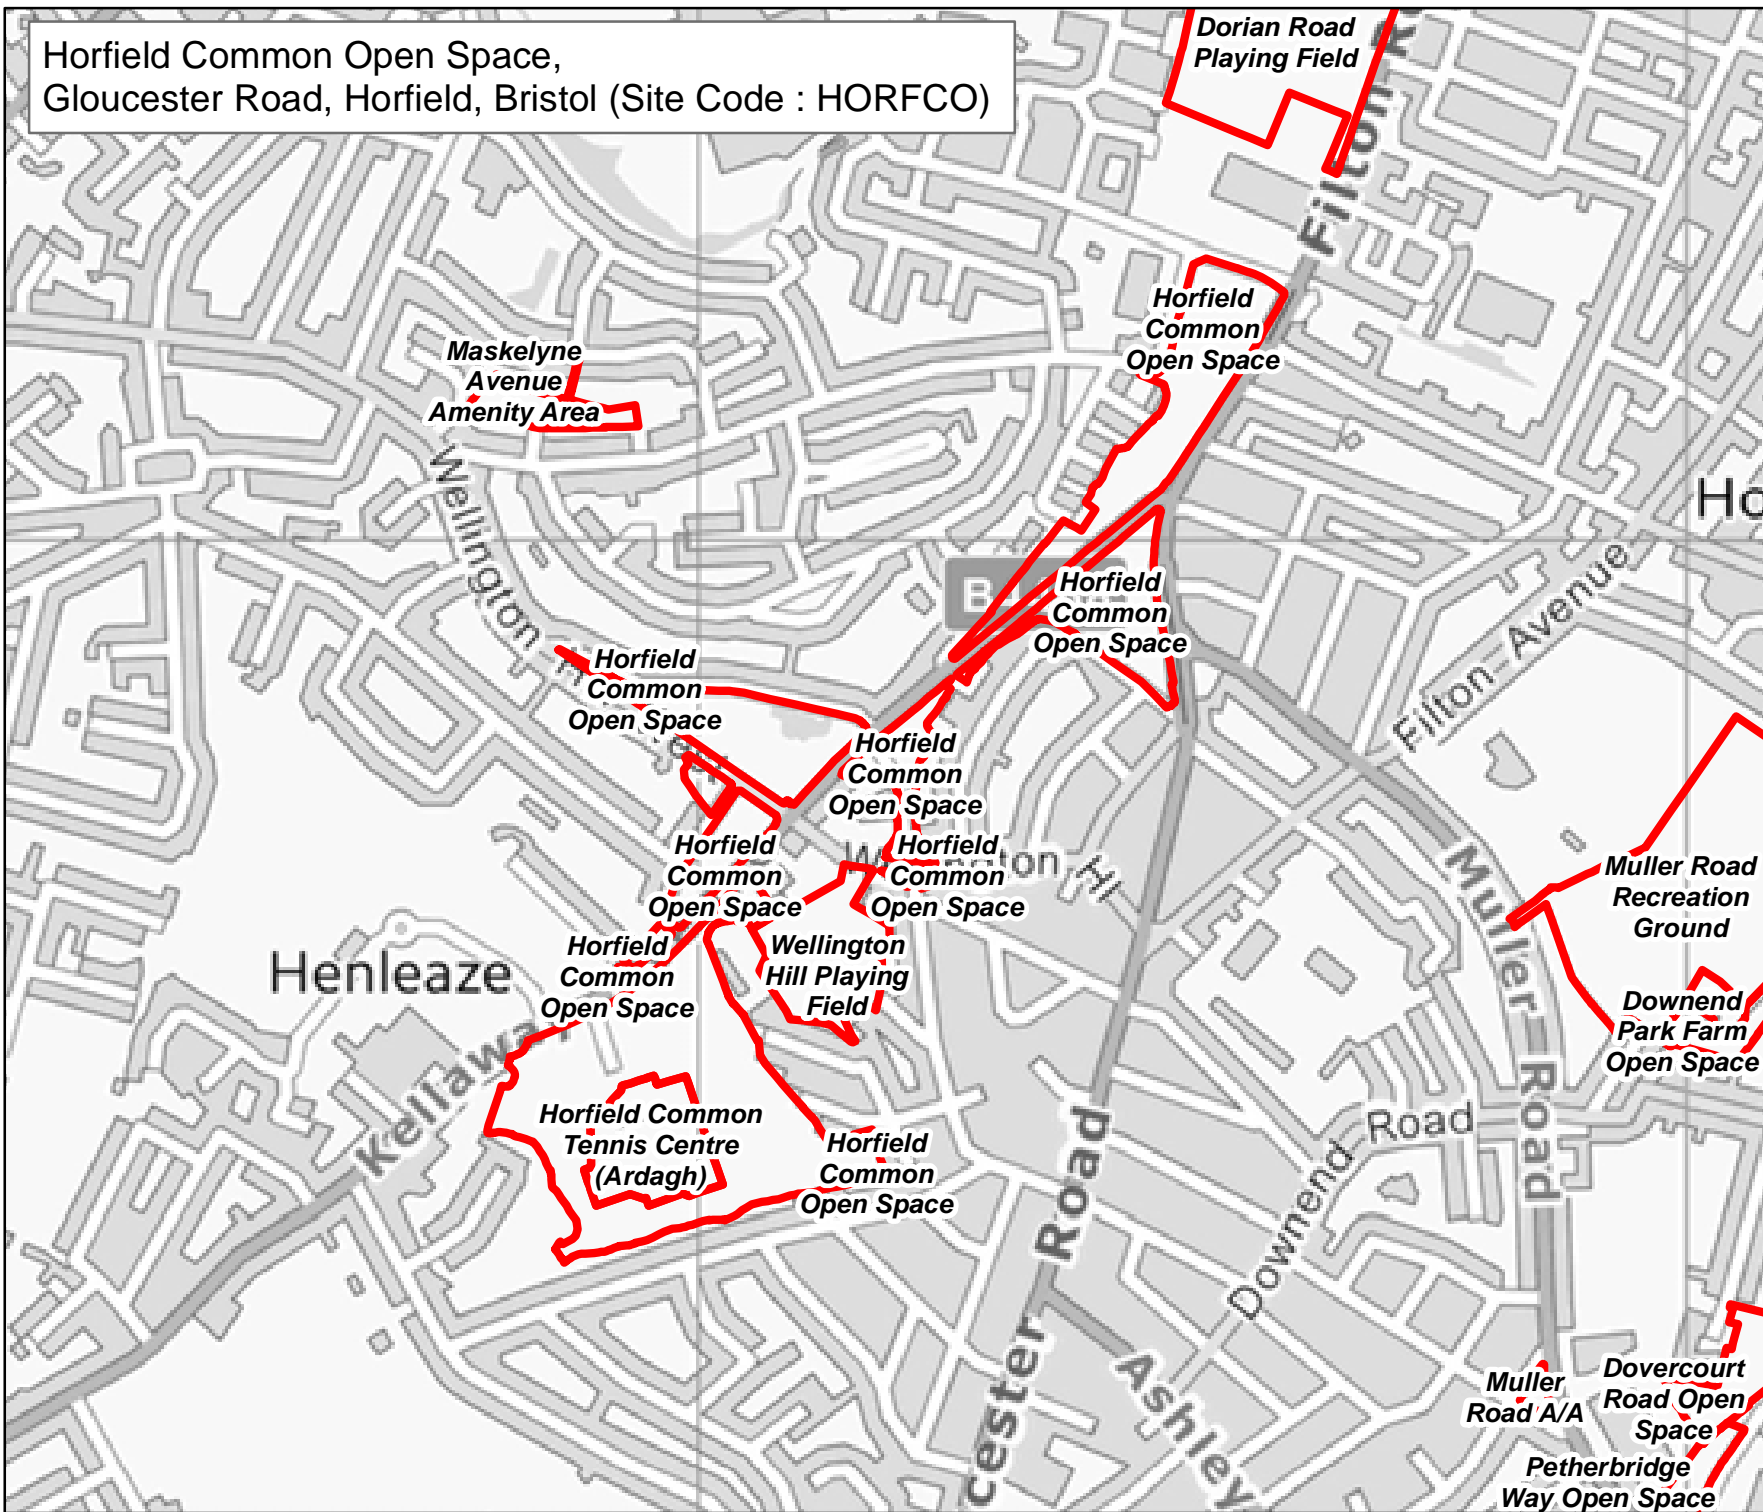 Horfield Common Open Space,
Gloucester Road, Horfield, Bristol (Site Code : HORFCO)
Dorian Road
Playing Field
Filton
Horfield
Common
Open Space
Maskelyne
Avenue
Amenity Area
Wellington
Horfield
Common
Open Space
Filton Avenue
Horfield
Common
Open Space
Horfield
Common
Open Space
Horfield
Common
Open Space
Horfield
Common
Open Space
Muller Road
Muller Road
Recreation
Ground
Henleaze
Horfield
Common
Open Space
Wellington
Hill Playing
Field
Downend
Park Farm
Open Space
Horfield Common
Tennis Centre
(Ardagh)
Horfield
Common
Open Space
Downend Road
Road
Ashley
Muller
Road A/A
Dovercourt
Road Open
Space
Petherbridge
Way Open Space